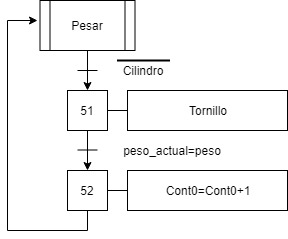 Pesar
Cilindro
51 Tornillo
peso_actual=peso
52 Cont0=Cont0+1